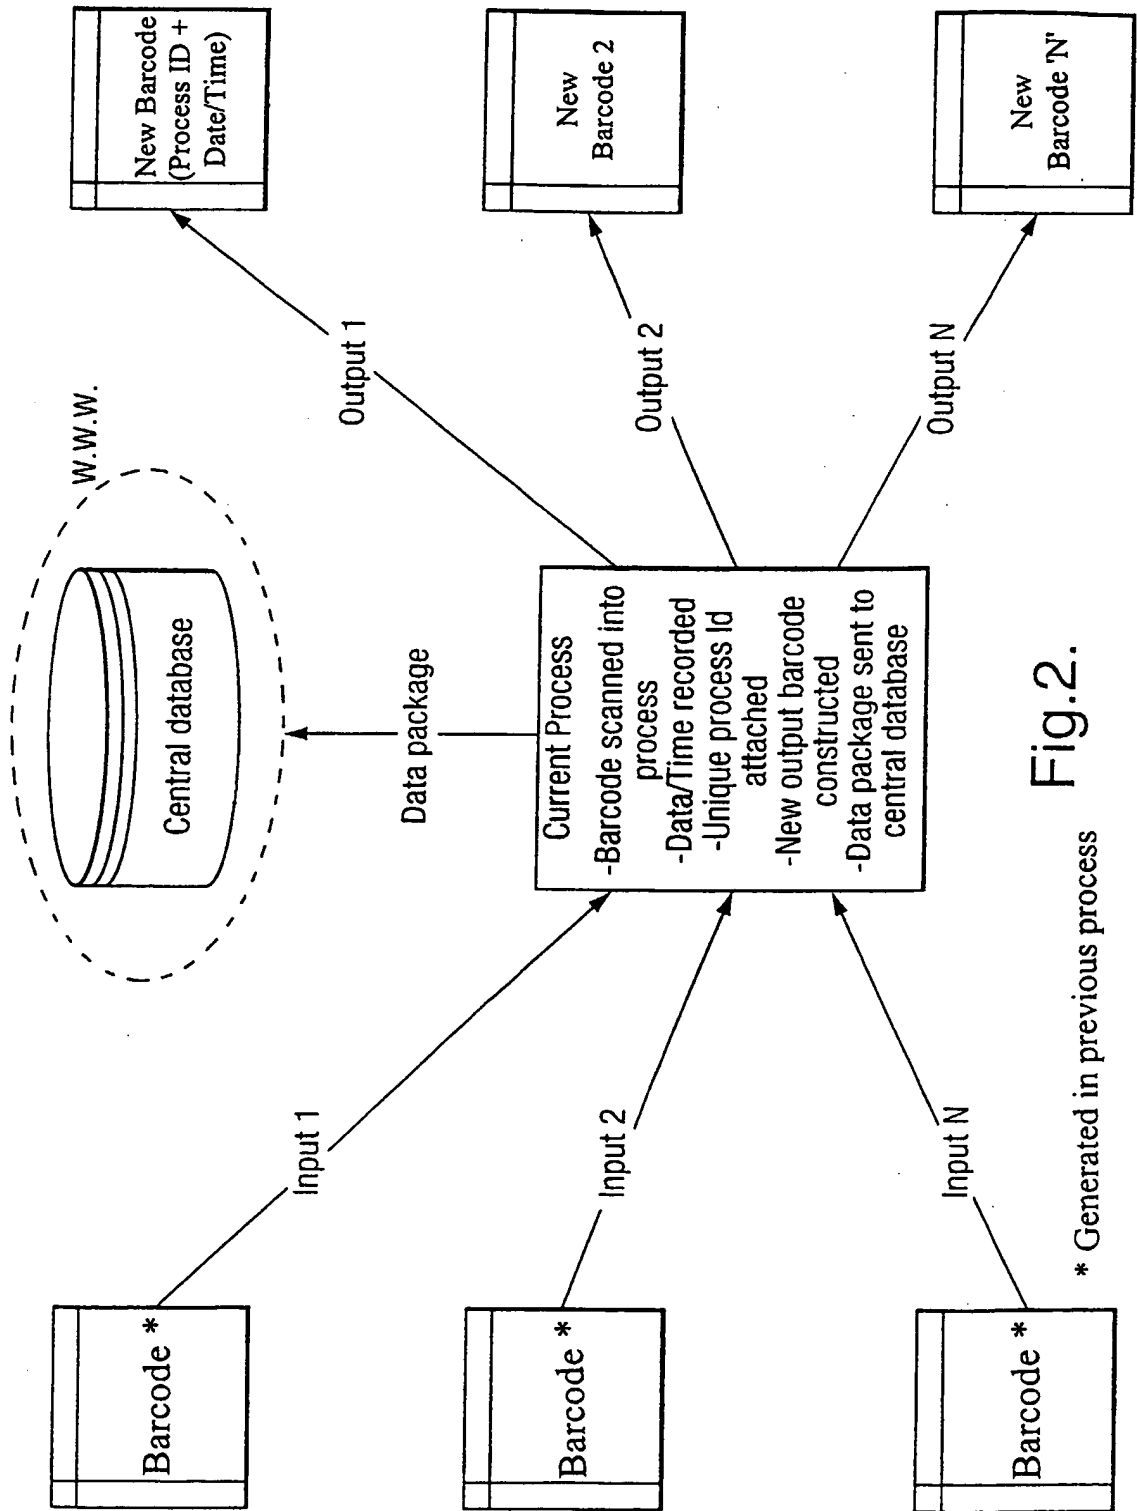 W.W.W.
Central database
Data package
Barcode *
Barcode *
Barcode *
Input 1
Input 2
Input N
Current Process
-Barcode scanned into
process
-Data/Time recorded
-Unique process Id
attached
-New output barcode
constructed
-Data package sent to
central database
Output 1
Output 2
Output N
New Barcode
(Process ID +
Date/Time)
New
Barcode 2
New
Barcode 'N'
* Generated in previous process
Fig.2.